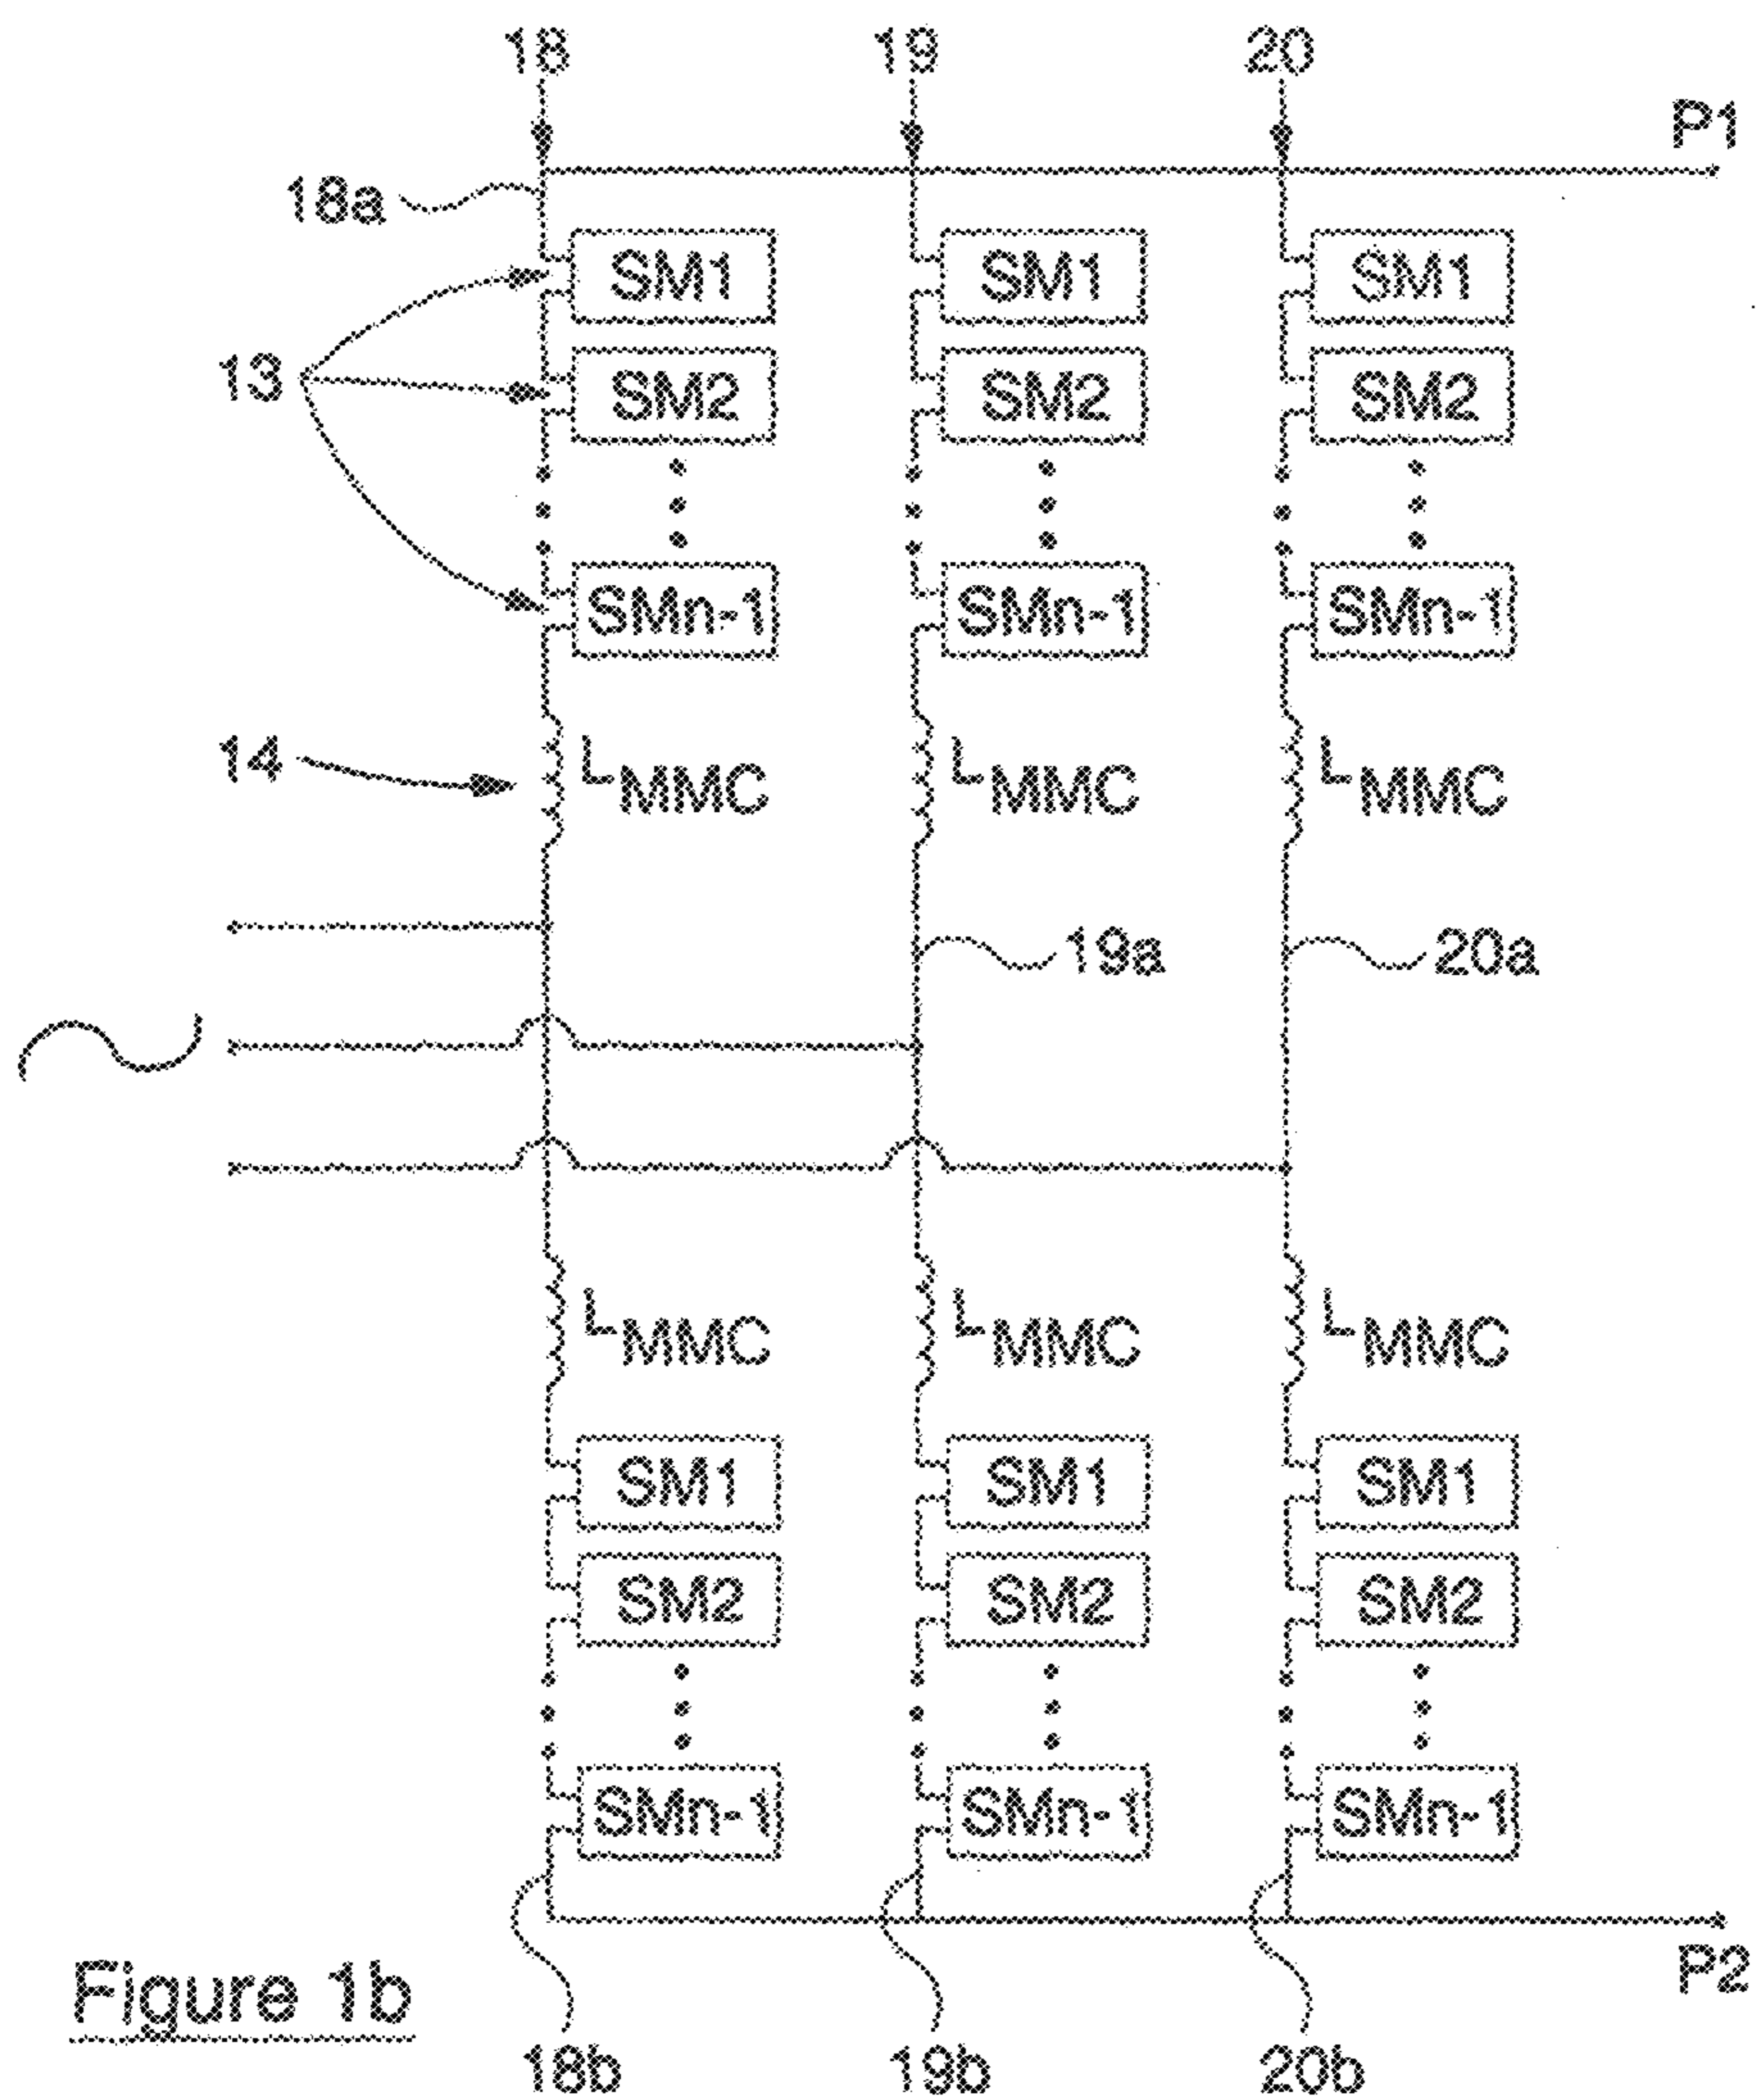 18 19 20
P1
18a
SM1 SM1 SM1
13 SM2 SM2 SM2
SMn-1 SMn-1 SMn-1
14 LMMC LMMC LMMC
19a 20a
LMMC LMMC LMMC
SM1 SM1 SM1
SM2 SM2 SM2
SMn-1 SMn-1 SMn-1
P2
Figure 1b
18b 19b 20b